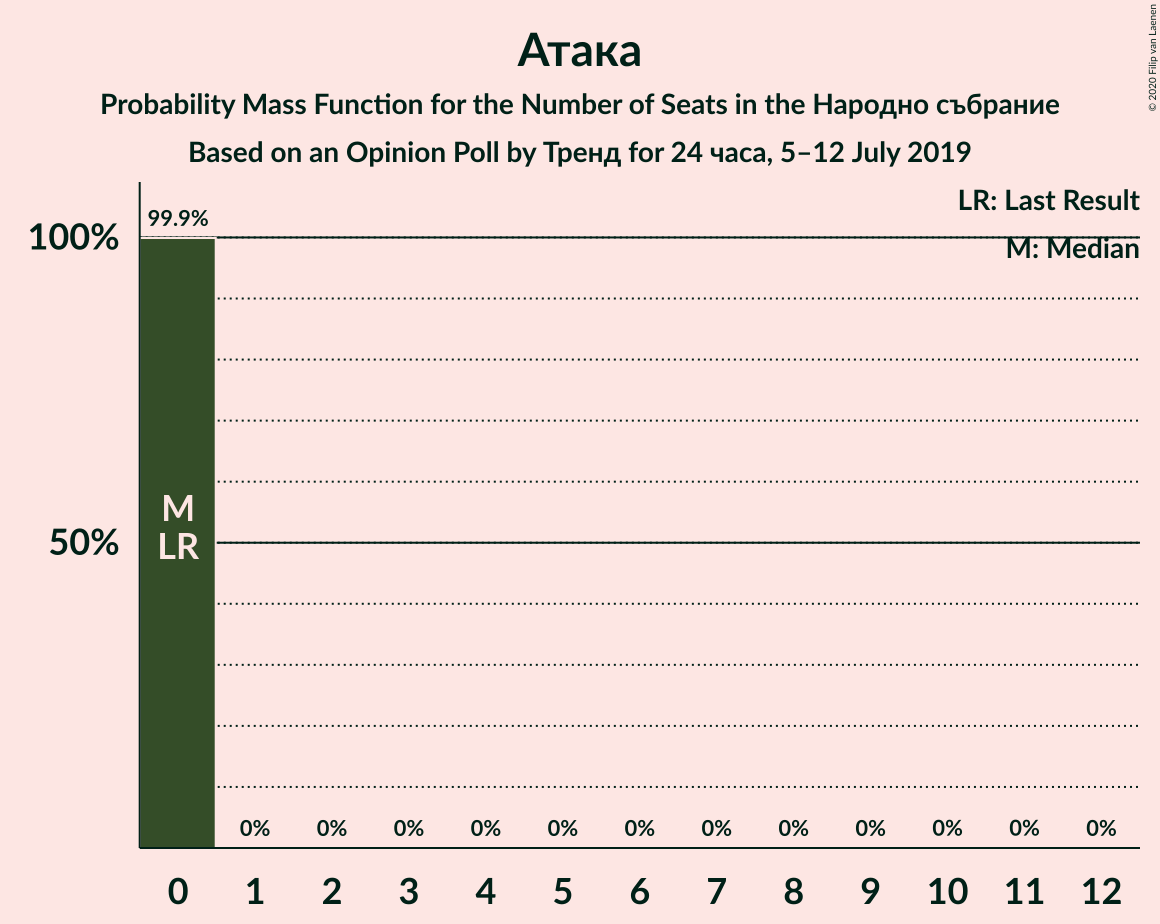 Атака
Probability Mass Function for the Number of Seats in the Народно събрание
Based on an Opinion Poll by Тренд for 24 часа, 5–12 July 2019
© 2020 Filip van Laenen
LR: Last Result
M: Median
99.9%
100%
50%
M
LR
0% 0% 0% 0% 0% 0% 0% 0% 0% 0% 0% 0%
0 1 2 3 4 5 6 7 8 9 10 11 12